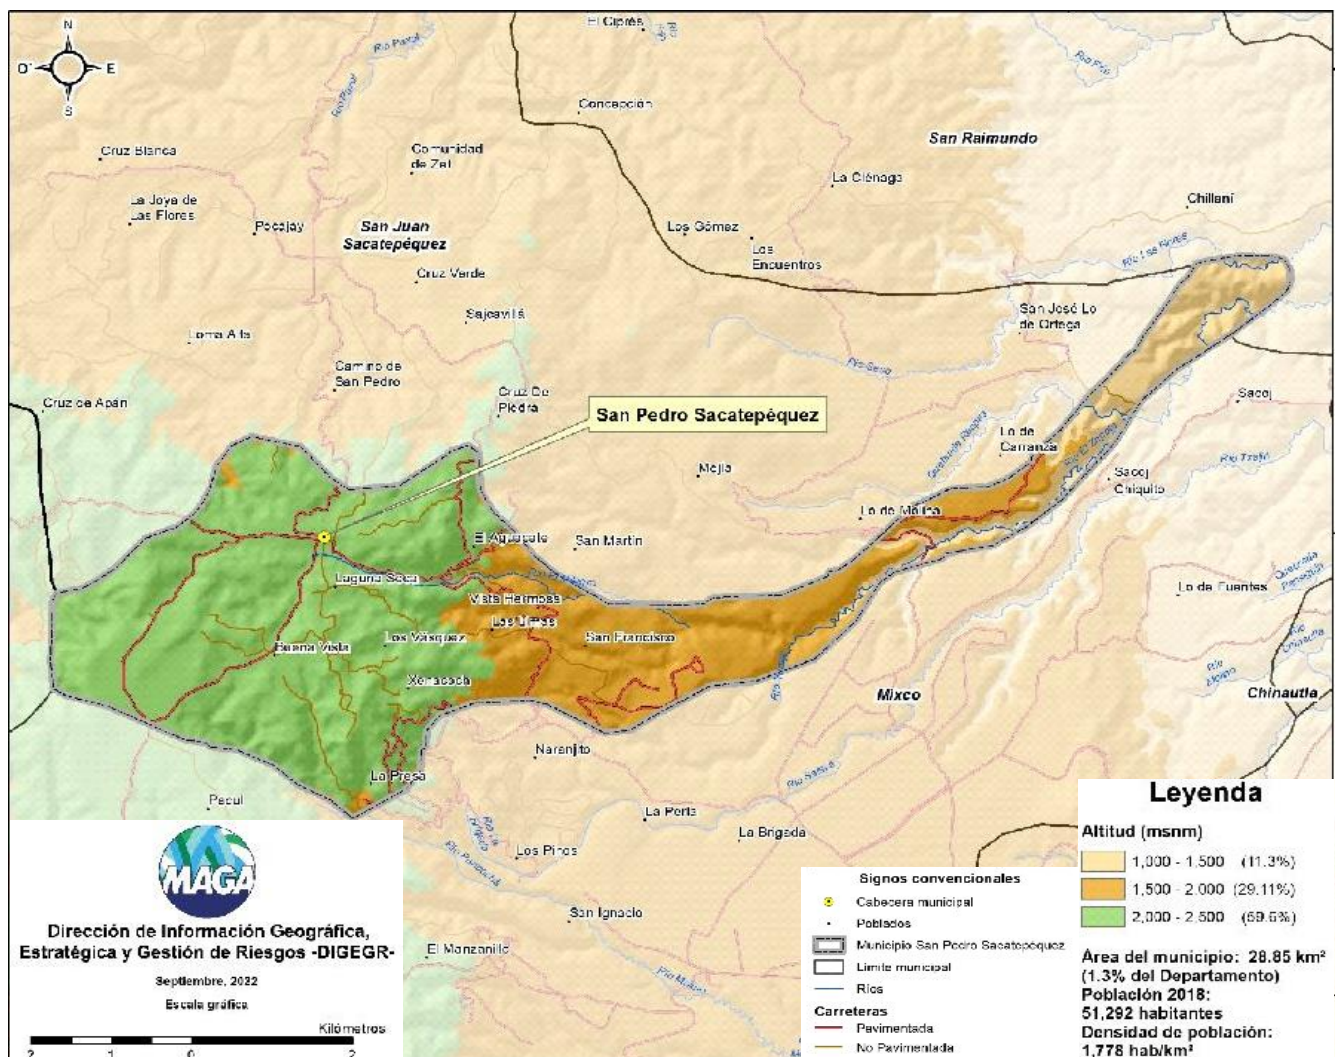 N
O
E
S
El Ciprés
Concepción
San Raimundo
Cruz Blanca
Comunidad
de Zet
La Ciénaga
La Joya de
Las Flores
Pocajay
San Juan
Sacatepéquez
Los Gómez
Los
Encuentros
Chillaní
Cruz Verde
Sajcavillá
San José Lo
de Ortega
Loma Alta
Camino de
San Pedro
Cruz De
Piedra
Cruz de Apán
San Pedro Sacatepéquez
Sacoj
Lo de
Carranza
Mejía
Sacoj
Chiquito
Lo de Molina
El Aguacate
San Martín
Laguna Seca
Lo de Fuentes
Vista Hermosa
Las Limas
San Francisco
Buena Vista
Los Vásquez
Xenacoca
Mixco
Chinautla
Naranjito
La Presa
Pacul
La Perla
La Brigada
Los Pinos
San Ignacio
El Manzanillo
MAGA
Dirección de Información Geográfica,
Estratégica y Gestión de Riesgos -DIGEGR-
Septiembre, 2022
Escala gráfica
Kilómetros
2 1 0 2
Signos convencionales
Cabecera municipal
Poblados
Municipio San Pedro Sacatepéquez
Límite municipal
Ríos
Carreteras
Pavimentada
No Pavimentada
Leyenda
Altitud (msnm)
1,000 - 1,500 (11.3%)
1,500 - 2,000 (29.11%)
2,000 - 2,500 (59.6%)
Área del municipio: 28.85 km²
(1.3% del Departamento)
Población 2018:
51,292 habitantes
Densidad de población:
1,778 hab/km²